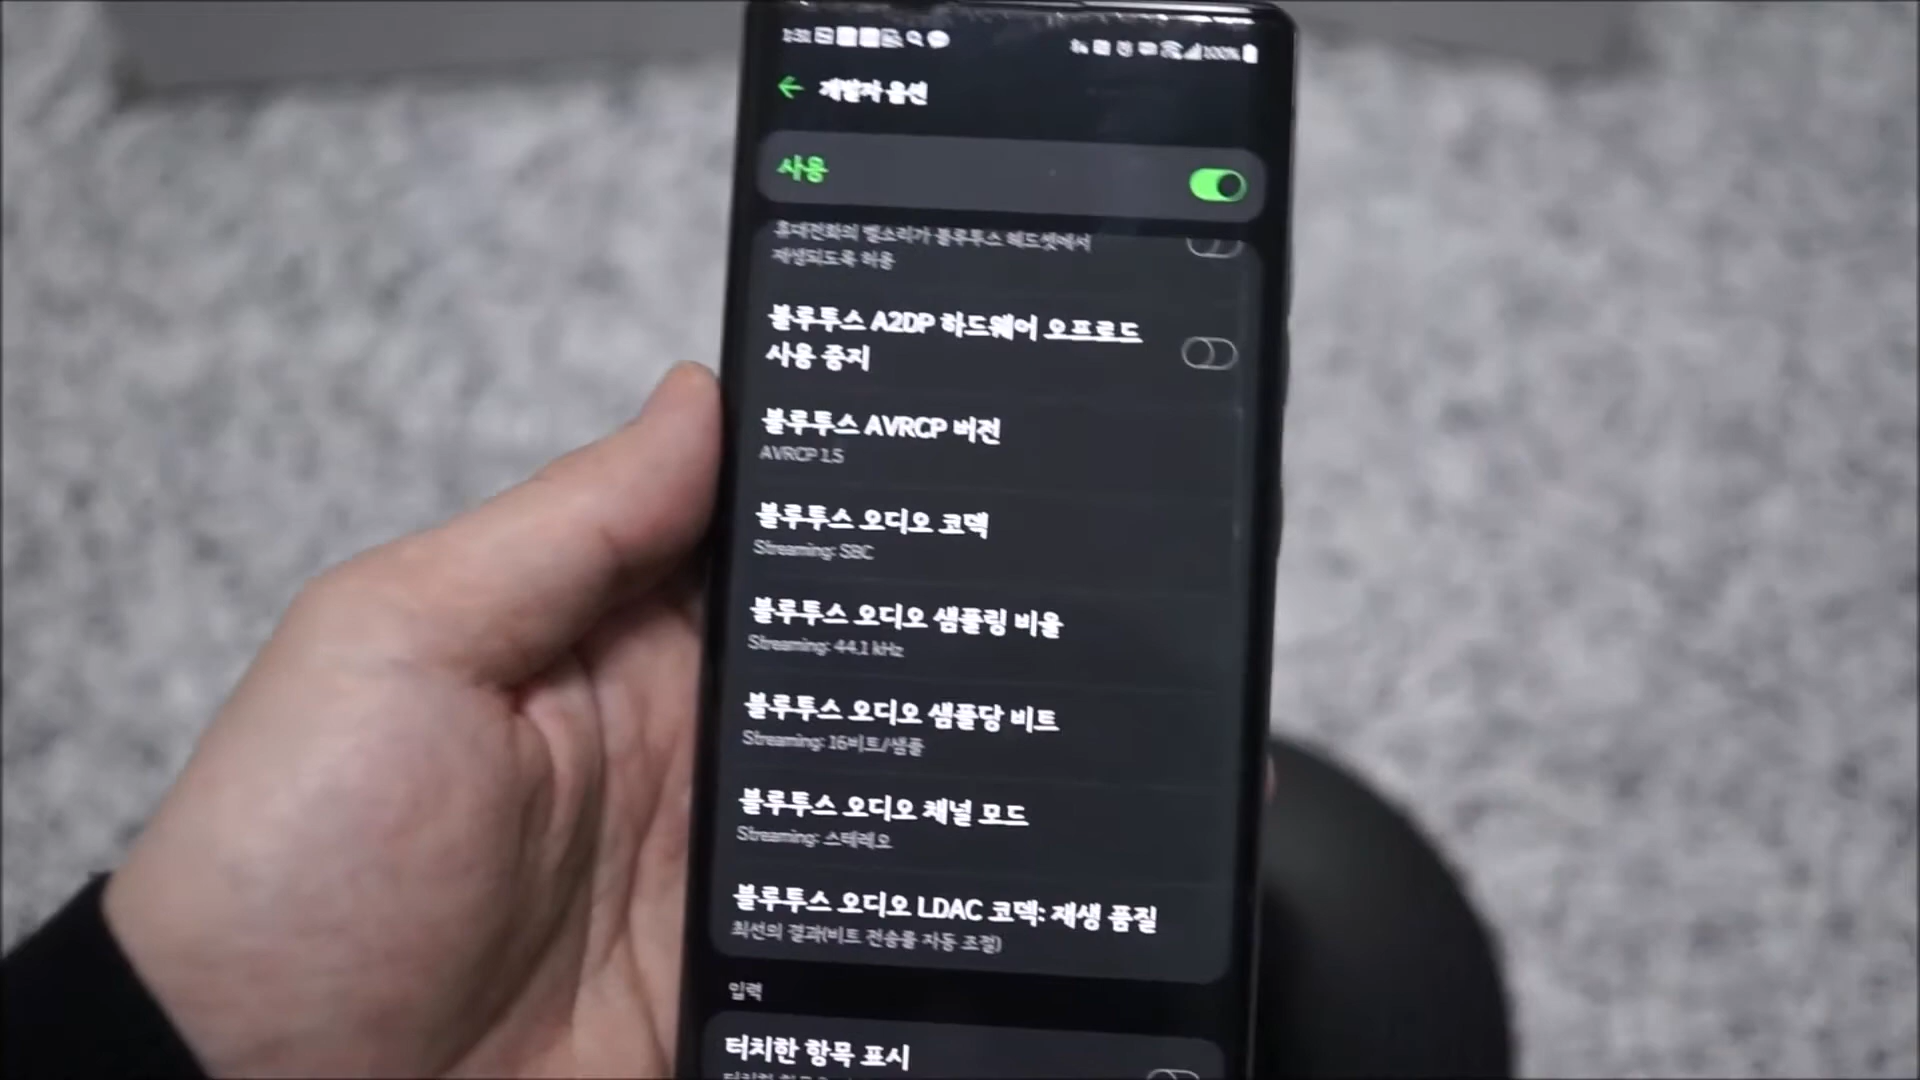 1:31
100%
개발자 옵션
사용
휴대전화의 벨소리가 블루투스 헤드셋에서
재생되도록 허용
블루투스 A2DP 하드웨어 오프로드
사용 중지
블루투스 AVRCP 버전
AVRCP 1.5
블루투스 오디오 코덱
Streaming: SBC
블루투스 오디오 샘플링 비율
Streaming: 44.1 kHz
블루투스 오디오 샘플당 비트
Streaming: 16비트/샘플
블루투스 오디오 채널 모드
Streaming: 스테레오
블루투스 오디오 LDAC 코덱: 재생 품질
최선의 결과(비트 전송률 자동 조절)
입력
터치한 항목 표시